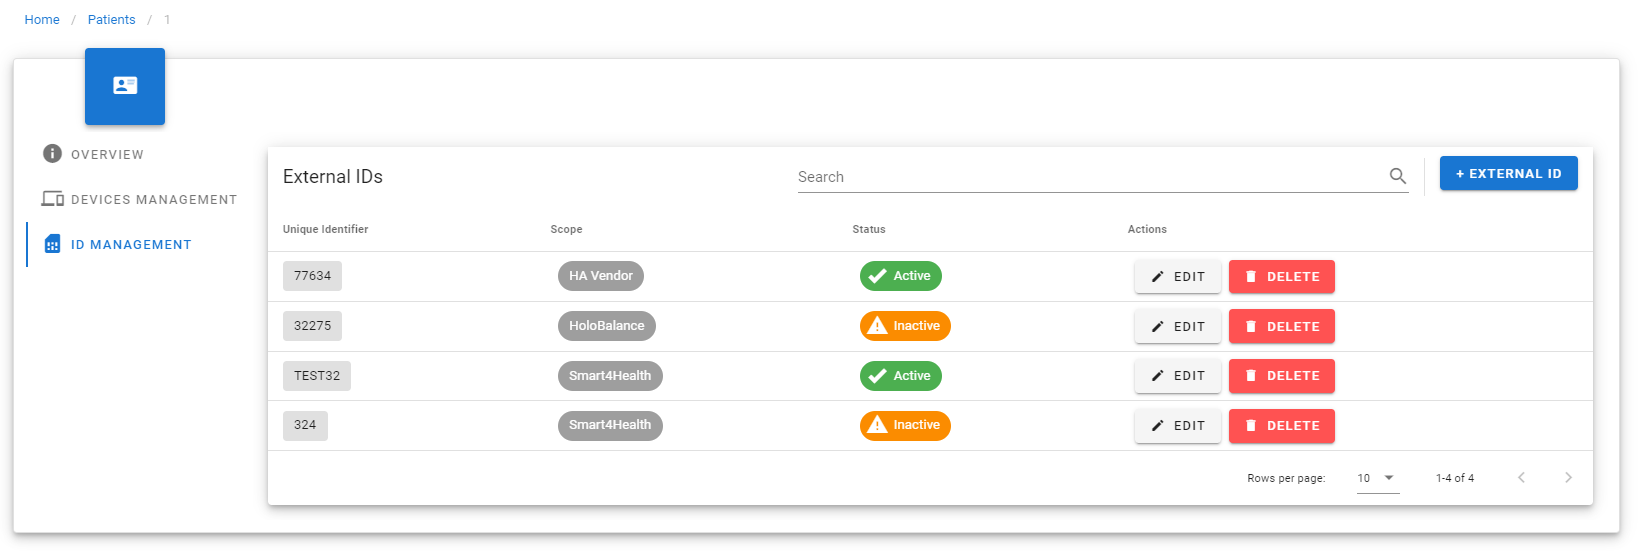 Home / Patients / 1
OVERVIEW
DEVICES MANAGEMENT
ID MANAGEMENT
External IDs
Search
+ EXTERNAL ID
Unique Identifier Scope Status Actions
77634 HA Vendor Active EDIT DELETE
32275 HoloBalance Inactive EDIT DELETE
TEST32 Smart4Health Active EDIT DELETE
324 Smart4Health Inactive EDIT DELETE
Rows per page: 10 1-4 of 4